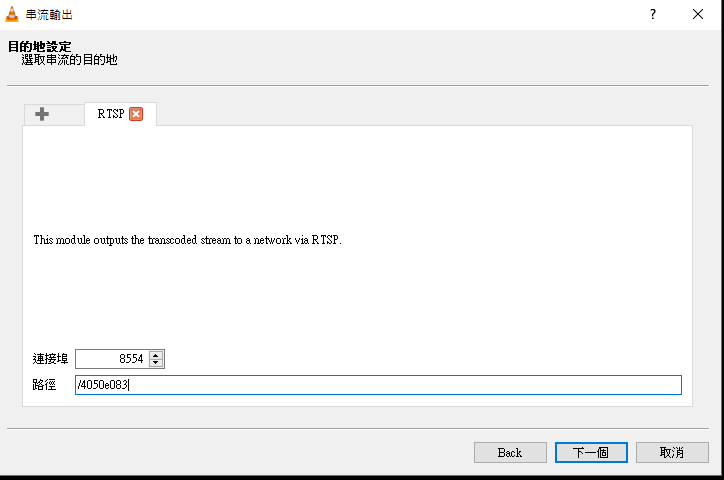 串流輸出
目的地設定
選取串流的目的地
RTSP
This module outputs the transcoded stream to a network via RTSP.
連接埠 8554
路徑 /4050e083
Back 下一個 取消